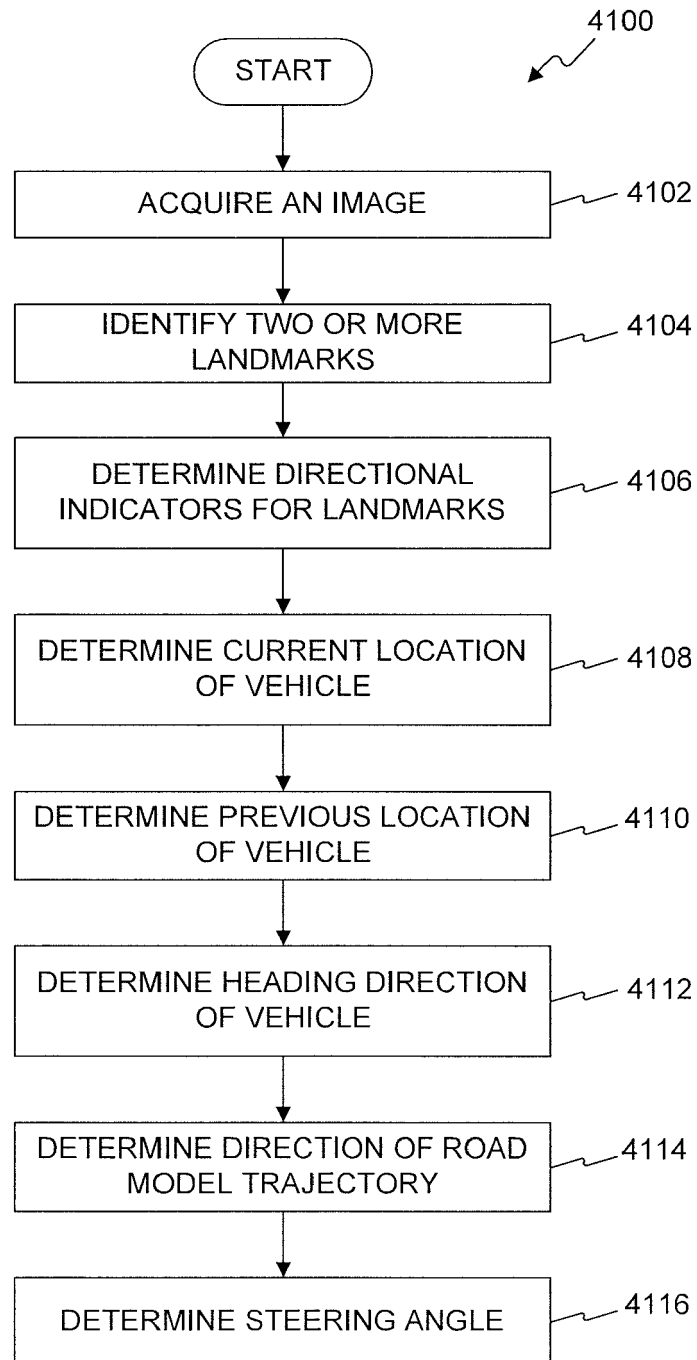 4100
START
ACQUIRE AN IMAGE
4102
IDENTIFY TWO OR MORE
LANDMARKS
4104
DETERMINE DIRECTIONAL
INDICATORS FOR LANDMARKS
4106
DETERMINE CURRENT LOCATION
OF VEHICLE
4108
DETERMINE PREVIOUS LOCATION
OF VEHICLE
4110
DETERMINE HEADING DIRECTION
OF VEHICLE
4112
DETERMINE DIRECTION OF ROAD
MODEL TRAJECTORY
4114
DETERMINE STEERING ANGLE
4116